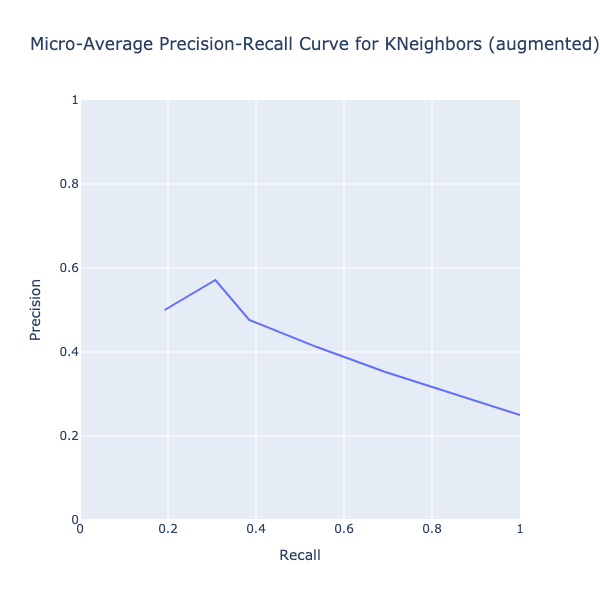 Micro-Average Precision-Recall Curve for KNeighbors (augmented)
1
0.8
0.6
0.4
0.2
0
Precision
0 0.2 0.4 0.6 0.8 1
Recall